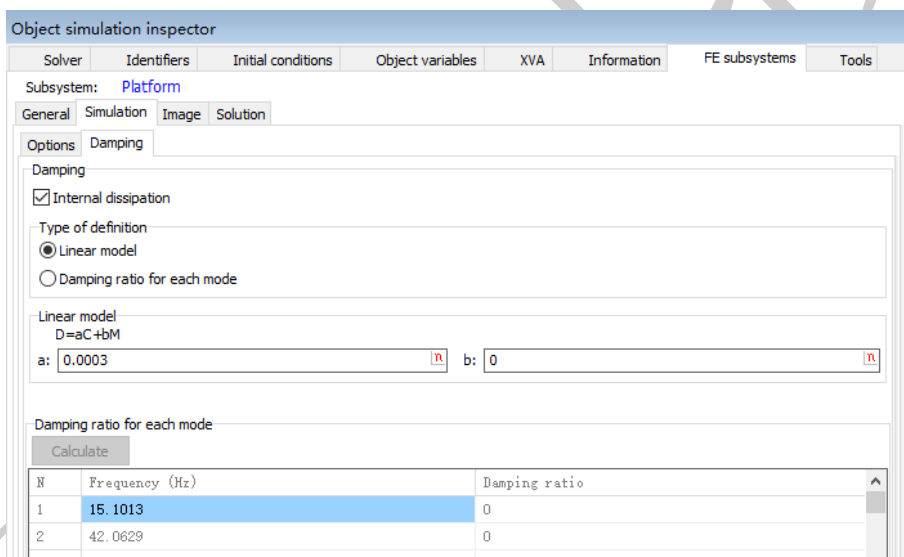 Object simulation inspector
Solver Identifiers Initial conditions Object variables XVA Information FE subsystems Tools
Subsystem: Platform
General Simulation Image Solution
Options Damping
Damping
Internal dissipation
Type of definition
Linear model
Damping ratio for each mode
Linear model
D=aC+bM
a: 0.0003 n b: 0 n
Damping ratio for each mode
Calculate
N Frequency (Hz) Damping ratio
1 15.1013 0
2 42.0629 0